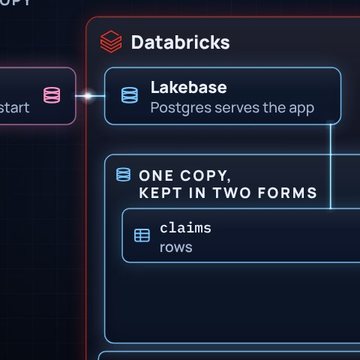 Databricks
start
Lakebase
Postgres serves the app
ONE COPY,
KEPT IN TWO FORMS
claims
rows